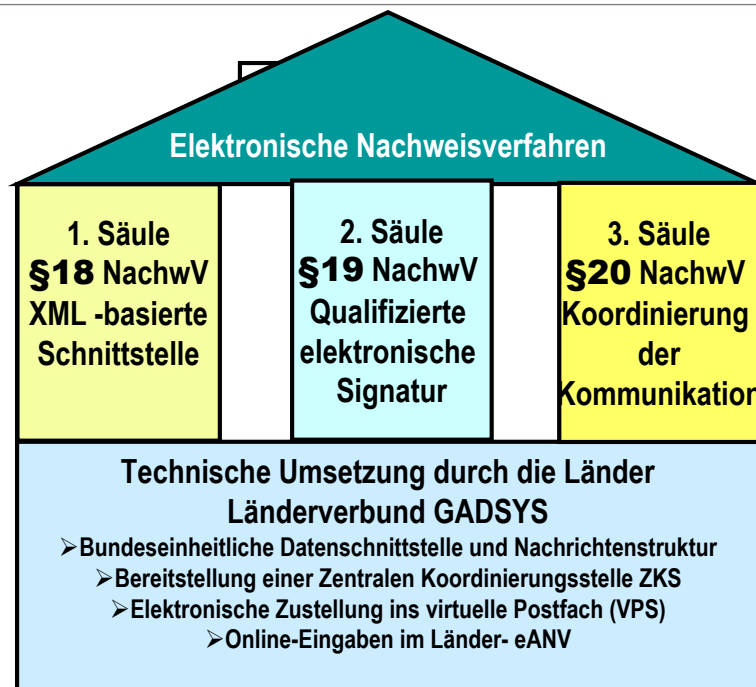 Elektronische Nachweisverfahren
1. Säule
§18 NachwV
XML -basierte
Schnittstelle
2. Säule
§19 NachwV
Qualifizierte
elektronische
Signatur
3. Säule
§20 NachwV
Koordinierung
der
Kommunikation
Technische Umsetzung durch die Länder
Länderverbund GADSYS
➢Bundeseinheitliche Datenschnittstelle und Nachrichtenstruktur
➢Bereitstellung einer Zentralen Koordinierungsstelle ZKS
➢Elektronische Zustellung ins virtuelle Postfach (VPS)
➢Online-Eingaben im Länder- eANV